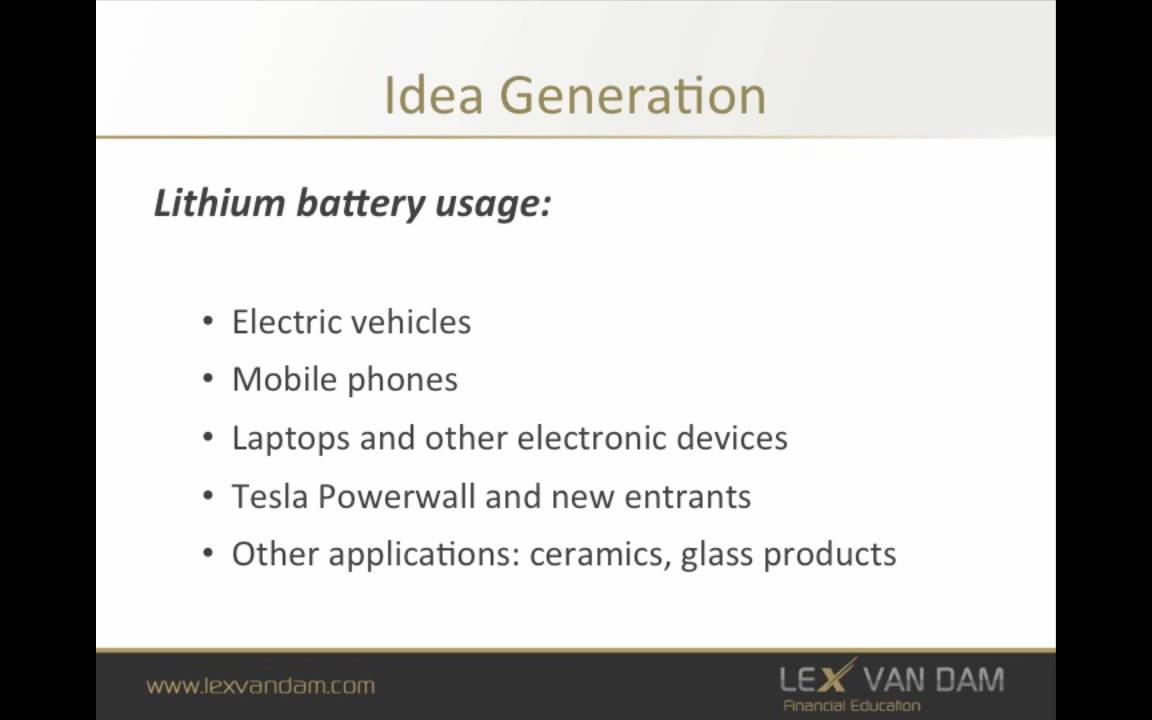 Idea Generation
Lithium battery usage:
• Electric vehicles
• Mobile phones
• Laptops and other electronic devices
• Tesla Powerwall and new entrants
• Other applications: ceramics, glass products
www.lexvandam.com
LEX VAN DAM
Financial Education